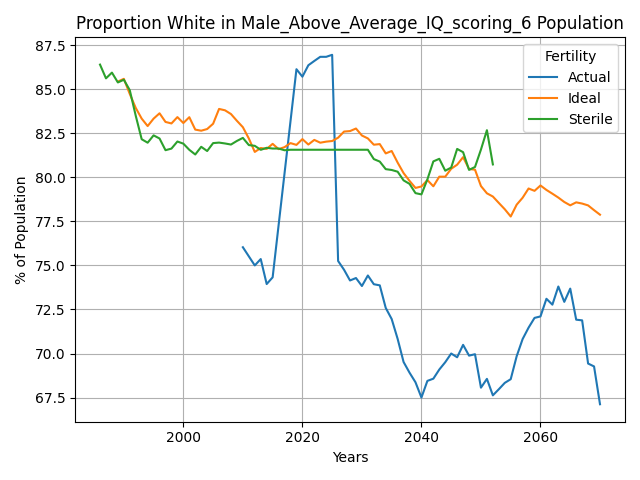 Proportion White in Male_Above_Average_IQ_scoring_6 Population
87.5
85.0
82.5
80.0
77.5
75.0
72.5
70.0
67.5
% of Population
Fertility
Actual
Ideal
Sterile
2000
2020
2040
2060
Years